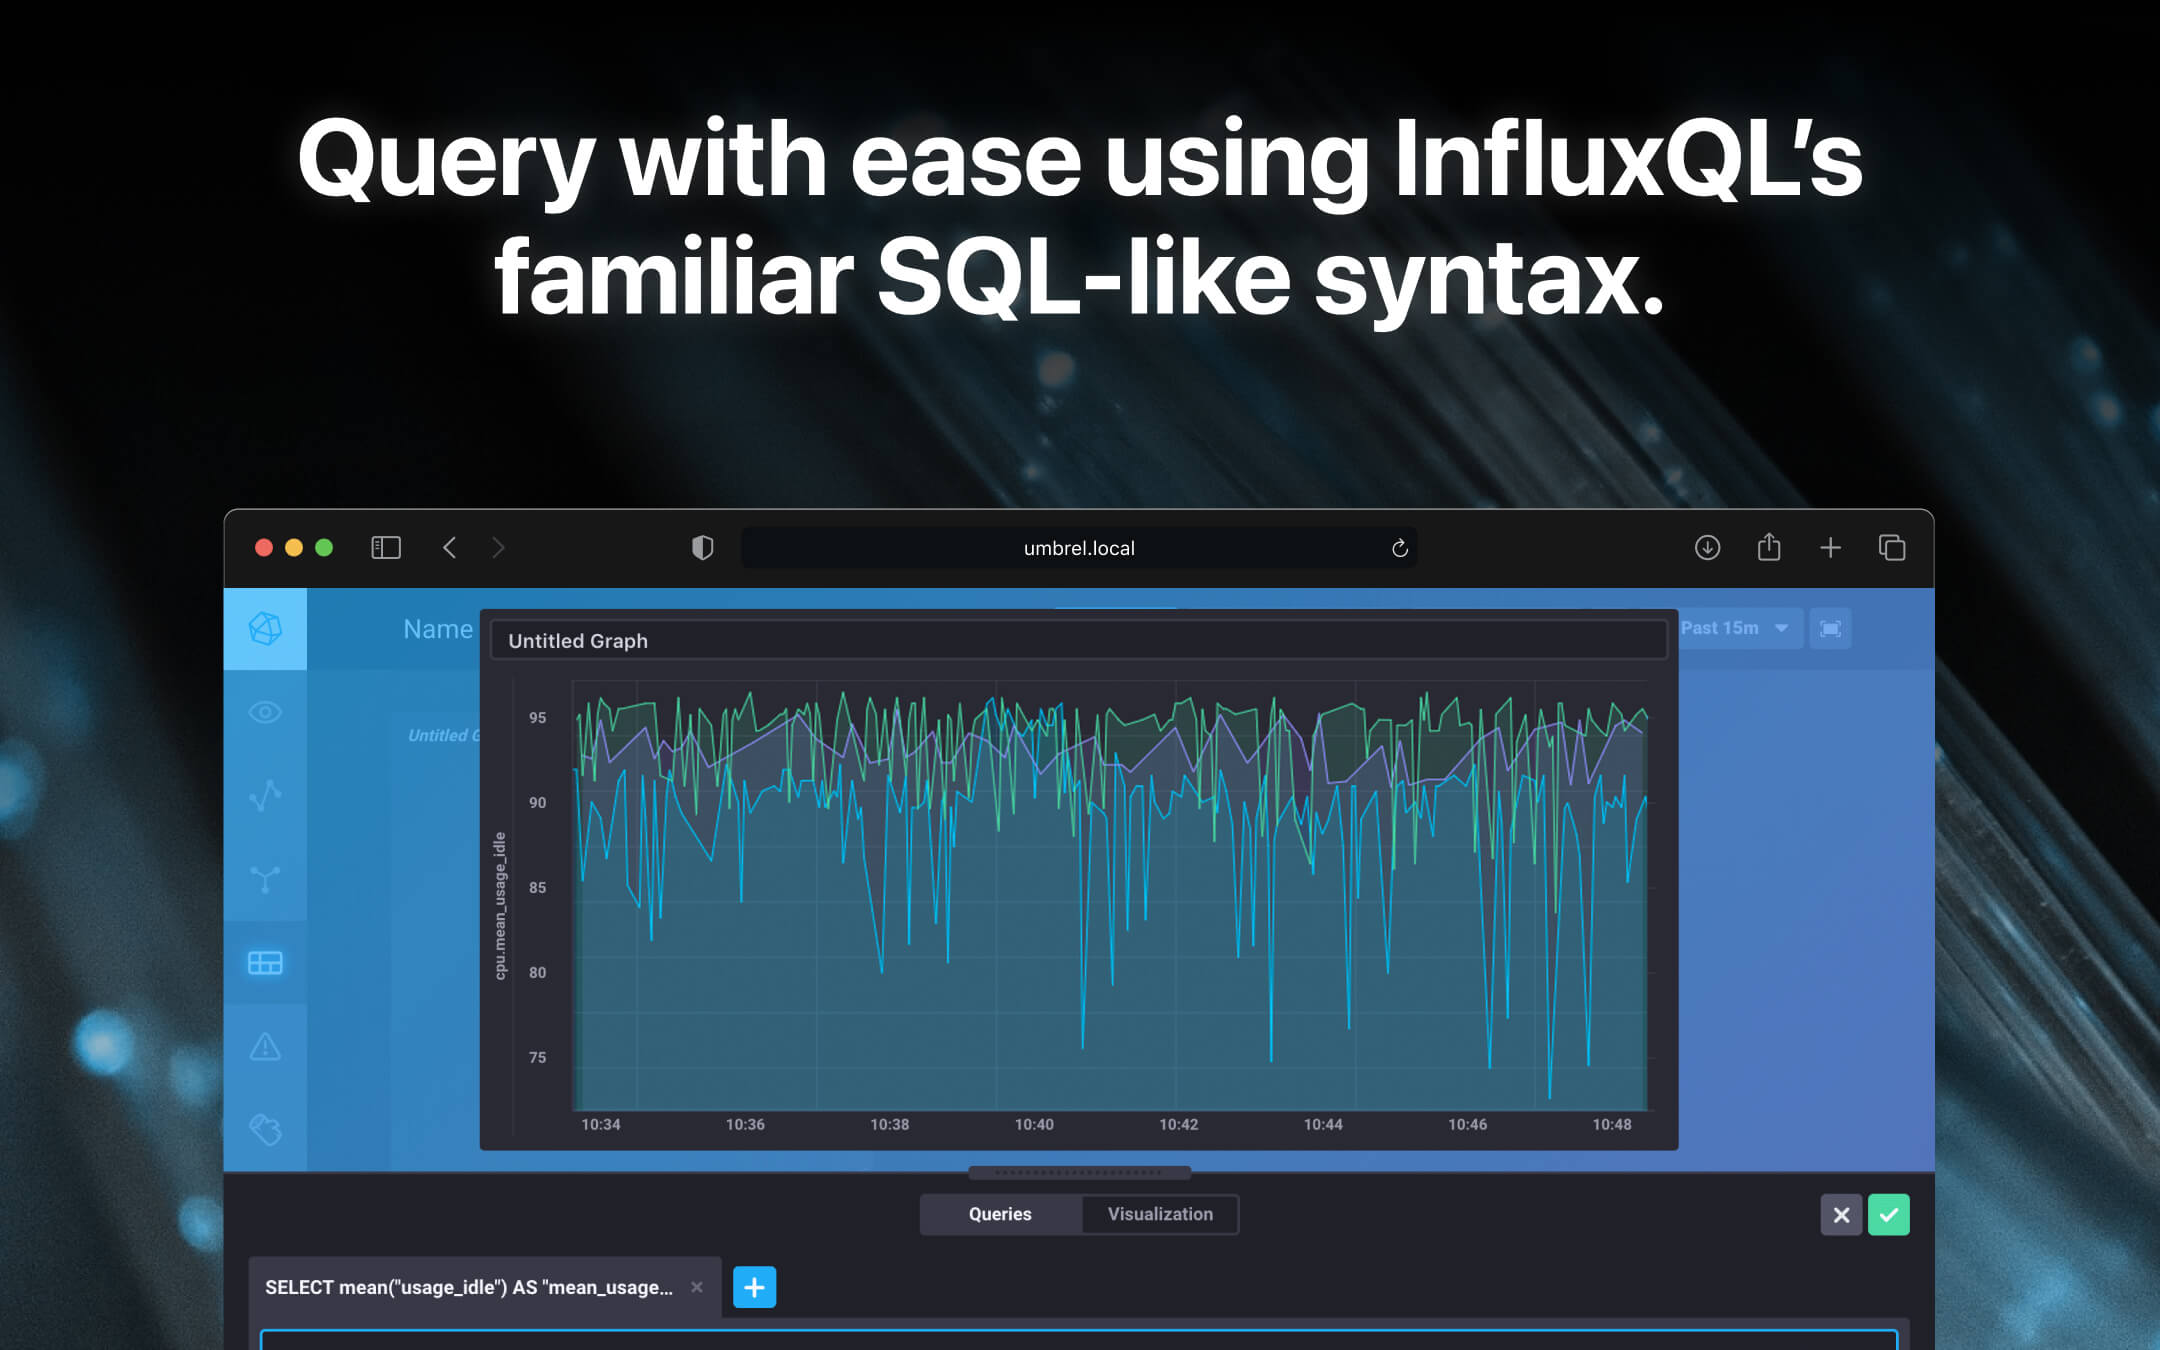 Query with ease using InfluxQL’s
familiar SQL-like syntax.
umbrel.local
Name
Untitled Graph
Past 15m
Untitled G
95
90
85
80
75
cpu.mean_usage_idle
10:34
10:36
10:38
10:40
10:42
10:44
10:46
10:48
Queries
Visualization
SELECT mean("usage_idle") AS "mean_usage...